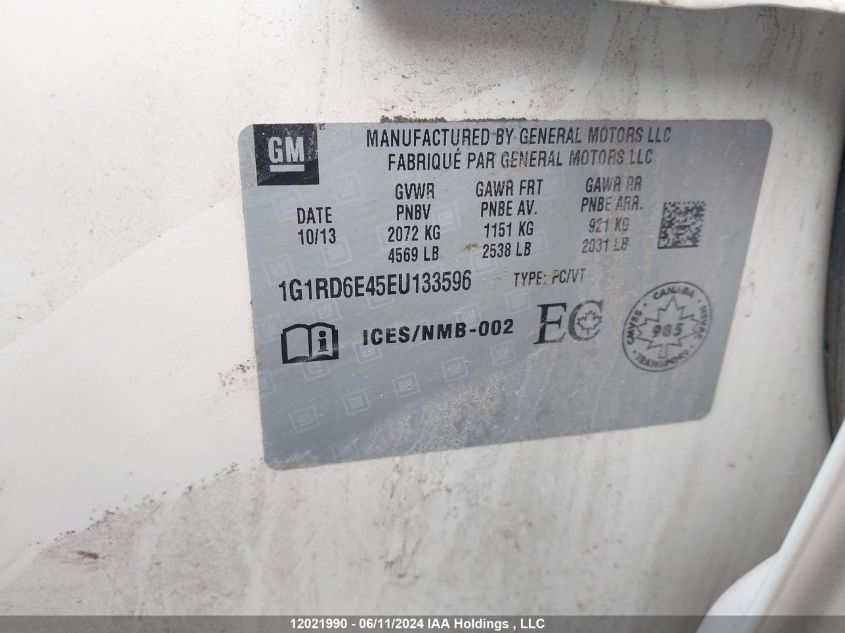 GM
MANUFACTURED BY GENERAL MOTORS LLC
FABRIQUÉ PAR GENERAL MOTORS LLC
DATE
10/13
GVWR
PNBV
2072 KG
4569 LB
GAWR FRT
PNBE AV.
1151 KG
2538 LB
GAWR RR
PNBE ARR.
921 KG
2031 LB
1G1RD6E45EU133596 TYPE: PC/VT
i ICES/NMB-002 EC
CANADA
985
TRANSPORT
12021990 - 06/11/2024 IAA Holdings , LLC